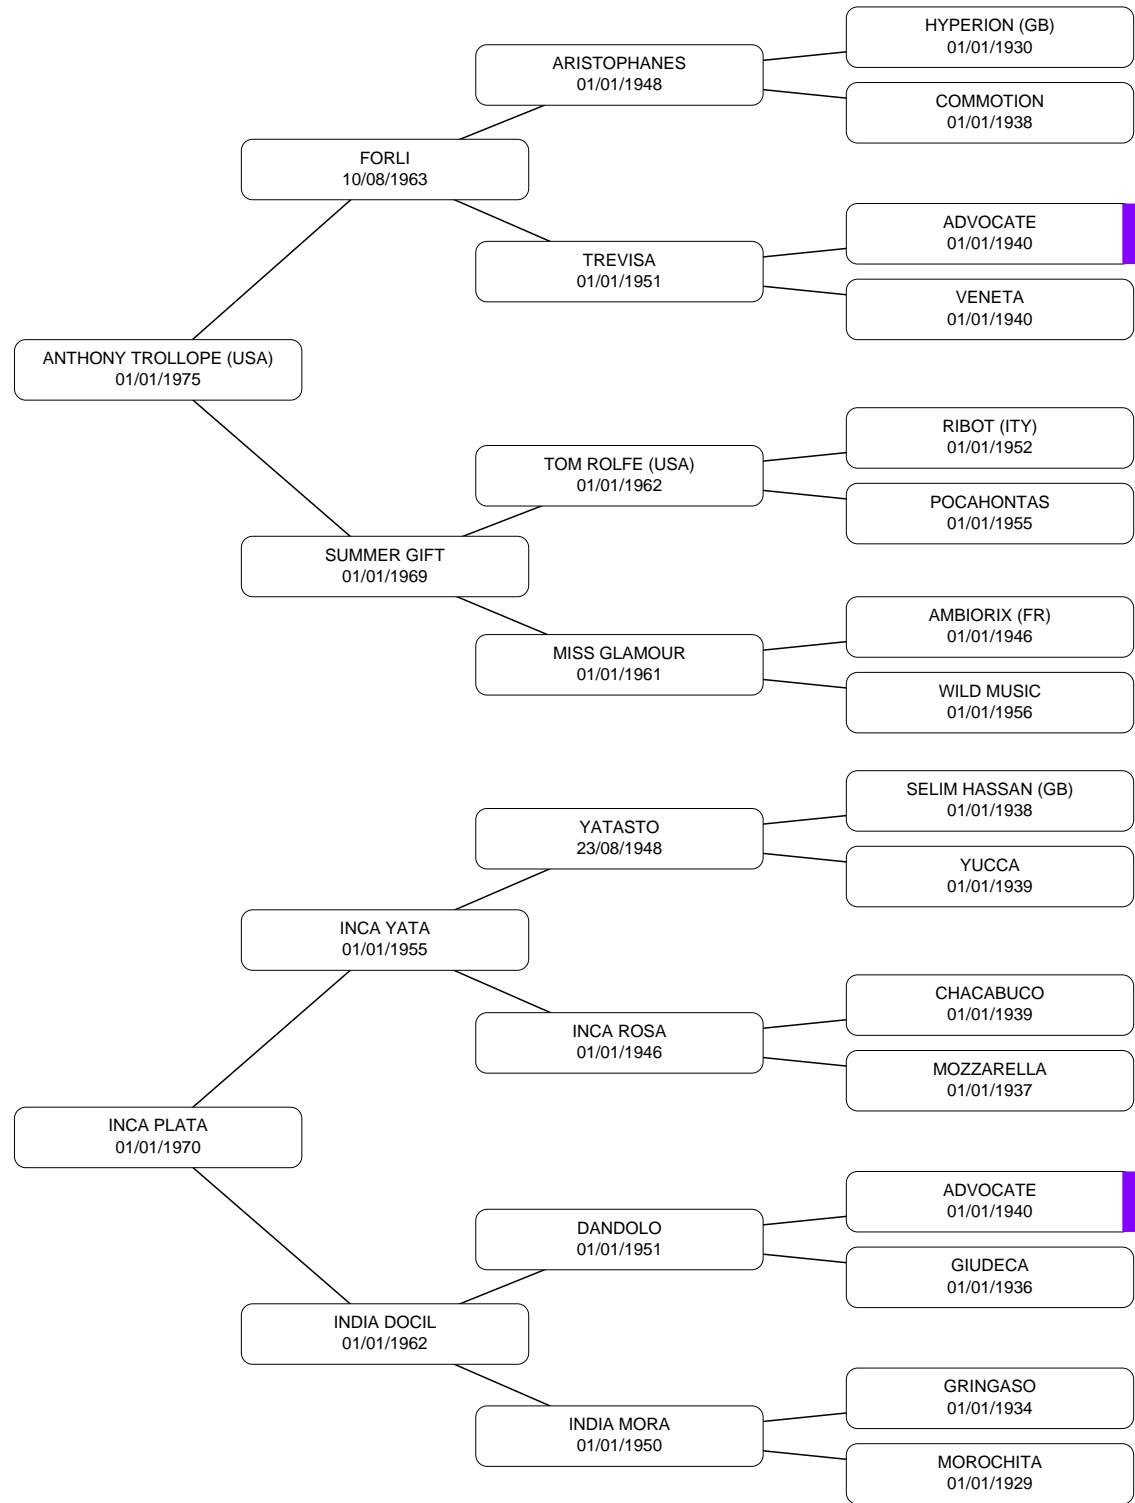 HYPERION (GB)
01/01/1930
ARISTOPHANES
01/01/1948
COMMOTION
01/01/1938
FORLI
10/08/1963
ADVOCATE
01/01/1940
TREVISA
01/01/1951
VENETA
01/01/1940
ANTHONY TROLLOPE (USA)
01/01/1975
RIBOT (ITY)
01/01/1952
TOM ROLFE (USA)
01/01/1962
POCAHONTAS
01/01/1955
SUMMER GIFT
01/01/1969
AMBIORIX (FR)
01/01/1946
MISS GLAMOUR
01/01/1961
WILD MUSIC
01/01/1956
SELIM HASSAN (GB)
01/01/1938
YATASTO
23/08/1948
YUCCA
01/01/1939
INCA YATA
01/01/1955
CHACABUCO
01/01/1939
INCA ROSA
01/01/1946
MOZZARELLA
01/01/1937
INCA PLATA
01/01/1970
ADVOCATE
01/01/1940
DANDOLO
01/01/1951
GIUDECA
01/01/1936
INDIA DOCIL
01/01/1962
GRINGASO
01/01/1934
INDIA MORA
01/01/1950
MOROCHITA
01/01/1929